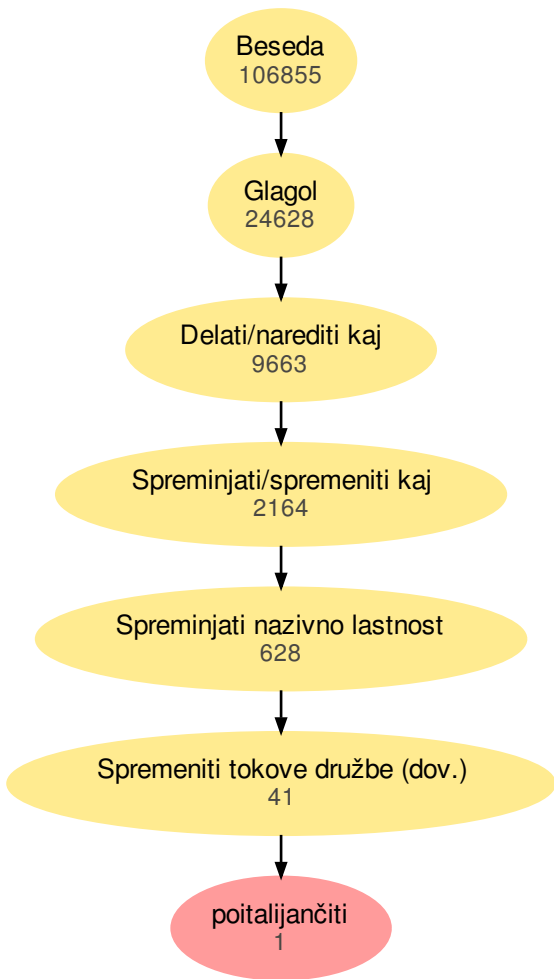 Beseda
106855
Glagol
24628
Delati/narediti kaj
9663
Spreminjati/spremeniti kaj
2164
Spreminjati nazivno lastnost
628
Spremeniti tokove družbe (dov.)
41
poitalijančiti
1